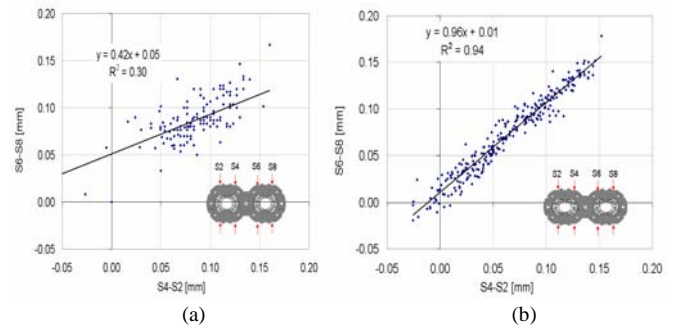 y = 0.42x + 0.05
R² = 0.30
S6-S8 [mm]
0.20
0.15
0.10
0.05
0.00
-0.05
S2 S4 S6 S8
-0.05 0.00 0.05 0.10 0.15 0.20
S4-S2 [mm]
(a)
y = 0.96x + 0.01
R² = 0.94
S6-S8 [mm]
0.20
0.15
0.10
0.05
0.00
-0.05
S2 S4 S6 S8
-0.05 0.00 0.05 0.10 0.15 0.20
S4-S2 [mm]
(b)